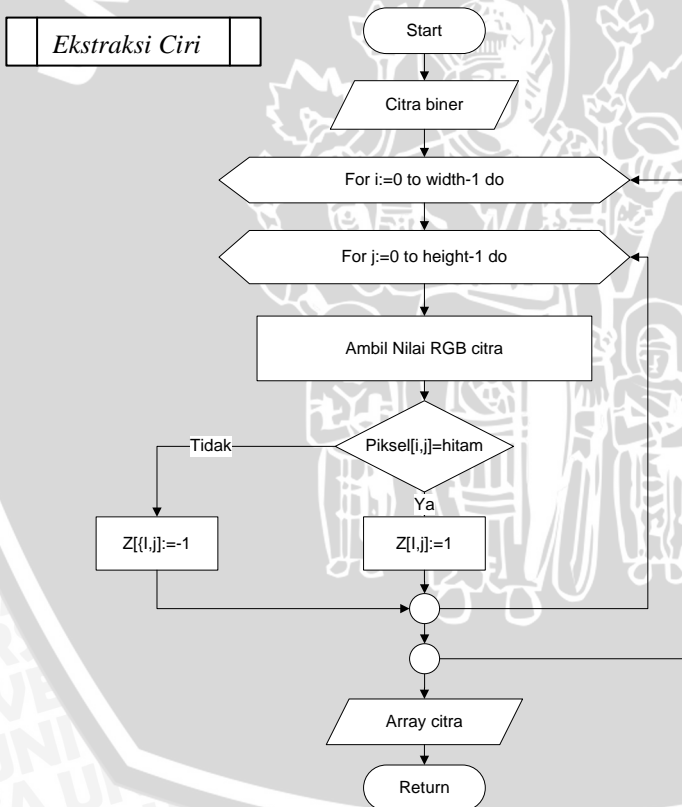 Ekstraksi Ciri
Start
Citra biner
For i:=0 to width-1 do
For j:=0 to height-1 do
Ambil Nilai RGB citra
Piksel[i,j]=hitam
Tidak
Ya
Z[{I,j]:=-1
Z[I,j]:=1
Array citra
Return